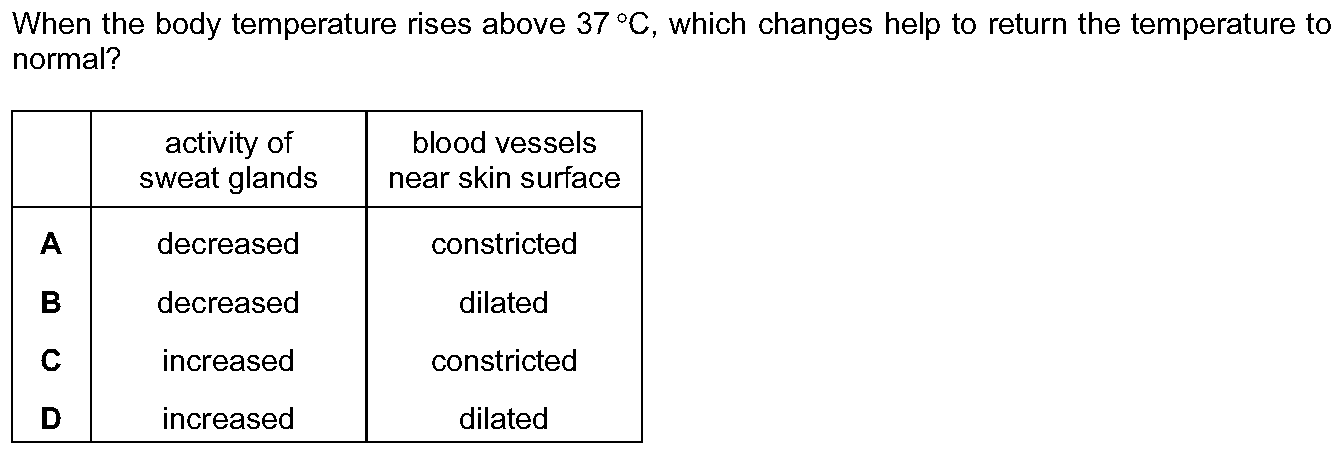 When the body temperature rises above 37 °C, which changes help to return the temperature to
normal?
activity of blood vessels
sweat glands near skin surface
A decreased constricted
B decreased dilated
C increased constricted
D increased dilated